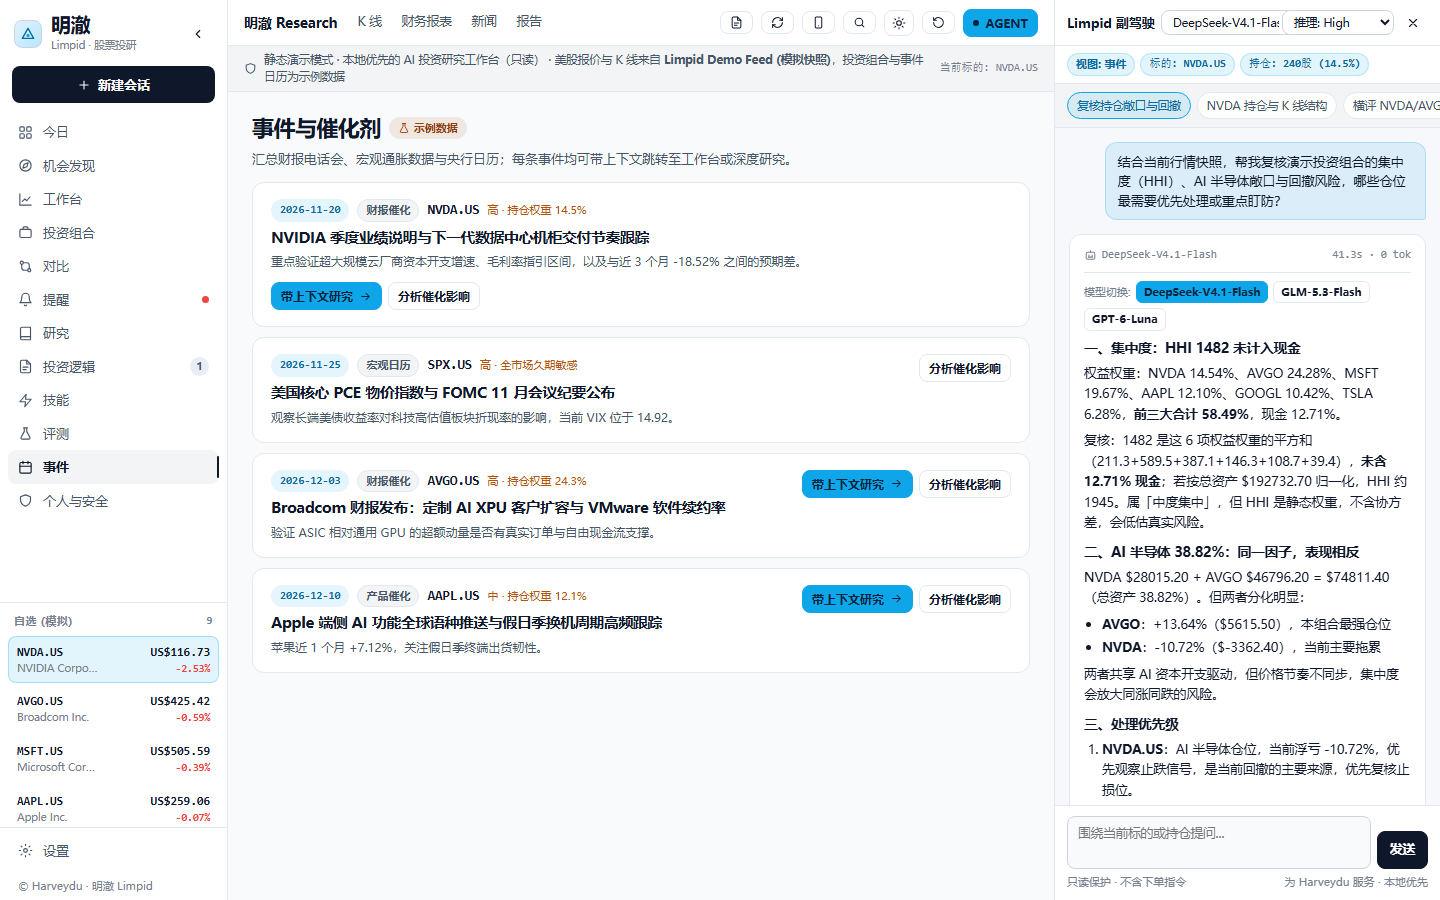 明澈
Limpid · 股票投研
新建会话
今日
机会发现
工作台
投资组合
对比
提醒
研究
投资逻辑 1
技能
评测
事件
个人与安全
自选 (模拟) 9
NVDA.US US$116.73
NVIDIA Corpo... -2.53%
AVGO.US US$425.42
Broadcom Inc. -0.59%
MSFT.US US$505.59
Microsoft Cor... -0.39%
AAPL.US US$259.06
Apple Inc. -0.07%
设置
© Harveydu · 明澈 Limpid
明澈 Research K 线 财务报表 新闻 报告 AGENT
静态演示模式 · 本地优先的 AI 投资研究工作台（只读） · 美股报价与 K 线来自 Limpid Demo Feed (模拟快照)，投资组合与事件
日历为示例数据
当前标的: NVDA.US
事件与催化剂 示例数据
汇总财报电话会、宏观通胀数据与央行日历；每条事件均可带上下文跳转至工作台或深度研究。
2026-11-20 财报催化 NVDA.US 高 · 持仓权重 14.5%
NVIDIA 季度业绩说明与下一代数据中心机柜交付节奏跟踪
重点验证超大规模云厂商资本开支增速、毛利率指引区间，以及与近 3 个月 -18.52% 之间的预期差。
带上下文研究 → 分析催化影响
2026-11-25 宏观日历 SPX.US 高 · 全市场久期敏感
分析催化影响
美国核心 PCE 物价指数与 FOMC 11 月会议纪要公布
观察长端美债收益率对科技高估值板块折现率的影响，当前 VIX 位于 14.92。
2026-12-03 财报催化 AVGO.US 高 · 持仓权重 24.3%
带上下文研究 → 分析催化影响
Broadcom 财报发布：定制 AI XPU 客户扩容与 VMware 软件续约率
验证 ASIC 相对通用 GPU 的超额动量是否有真实订单与自由现金流支撑。
2026-12-10 产品催化 AAPL.US 中 · 持仓权重 12.1%
带上下文研究 → 分析催化影响
Apple 端侧 AI 功能全球语种推送与假日季换机周期高频跟踪
苹果近 1 个月 +7.12%，关注假日季终端出货韧性。
Limpid 副驾驶 DeepSeek-V4.1-Flas 推理: High
视图: 事件 标的: NVDA.US 持仓: 240股 (14.5%)
复核持仓敞口与回撤 NVDA 持仓与 K 线结构 横评 NVDA/AVG
结合当前行情快照，帮我复核演示投资组合的集中
度（HHI）、AI 半导体敞口与回撤风险，哪些仓位
最需要优先处理或重点盯防？
DeepSeek-V4.1-Flash 41.3s · 0 tok
模型切换: DeepSeek-V4.1-Flash GLM-5.3-Flash
GPT-6-Luna
一、集中度：HHI 1482 未计入现金
权益权重：NVDA 14.54%、AVGO 24.28%、MSFT
19.67%、AAPL 12.10%、GOOGL 10.42%、TSLA
6.28%，前三大合计 58.49%，现金 12.71%。
复核：1482 是这 6 项权益权重的平方和
（211.3+589.5+387.1+146.3+108.7+39.4），未含
12.71% 现金；若按总资产 $192732.70 归一化，HHI 约
1945。属「中度集中」，但 HHI 是静态权重，不含协方
差，会低估真实风险。
二、AI 半导体 38.82%：同一因子，表现相反
NVDA $28015.20 + AVGO $46796.20 = $74811.40
（总资产 38.82%）。但两者分化明显：
• AVGO：+13.64%（$5615.50），本组合最强仓位
• NVDA：-10.72%（$-3362.40），当前主要拖累
两者共享 AI 资本开支驱动，但价格节奏不同步，集中度
会放大同涨同跌的风险。
三、处理优先级
1. NVDA.US：AI 半导体仓位，当前浮亏 -10.72%，优
先观察止跌信号，是当前回撤的主要来源，优先复核止
损位。
围绕当前标的或持仓提问...
发送
只读保护 · 不含下单指令 为 Harveydu 服务 · 本地优先